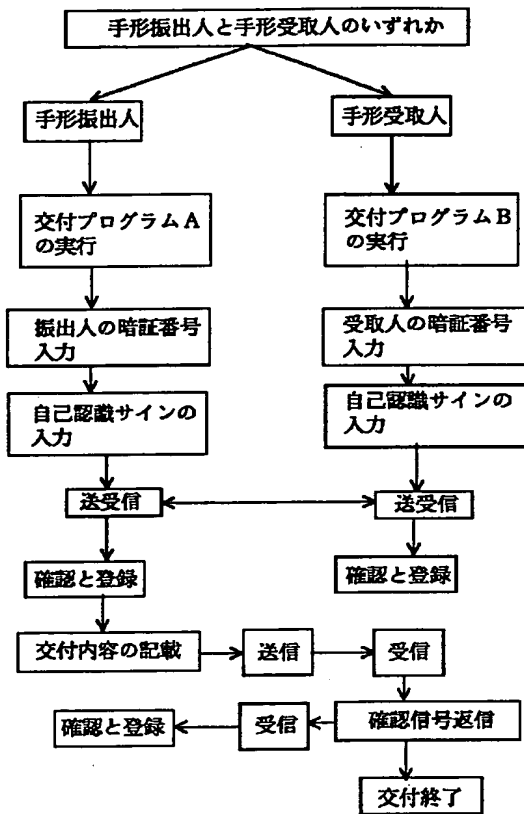 手形振出人と手形受取人のいずれか
手形振出人
手形受取人
交付プログラムA
の実行
交付プログラムB
の実行
振出人の暗証番号
入力
受取人の暗証番号
入力
自己認識サインの
入力
自己認識サインの
入力
送受信
送受信
確認と登録
確認と登録
交付内容の記載
送信
受信
確認と登録
受信
確認信号返信
交付終了